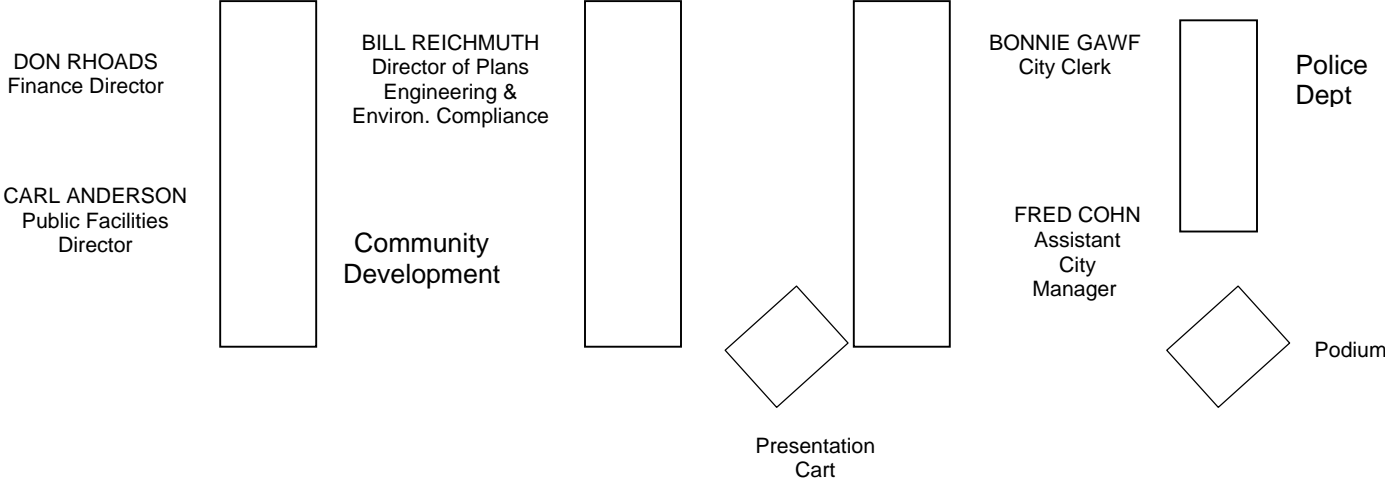 DON RHOADS
Finance Director
CARL ANDERSON
Public Facilities
Director
BILL REICHMUTH
Director of Plans
Engineering &
Environ. Compliance
Community
Development
Presentation
Cart
BONNIE GAWF
City Clerk
FRED COHN
Assistant
City
Manager
Police
Dept
Podium